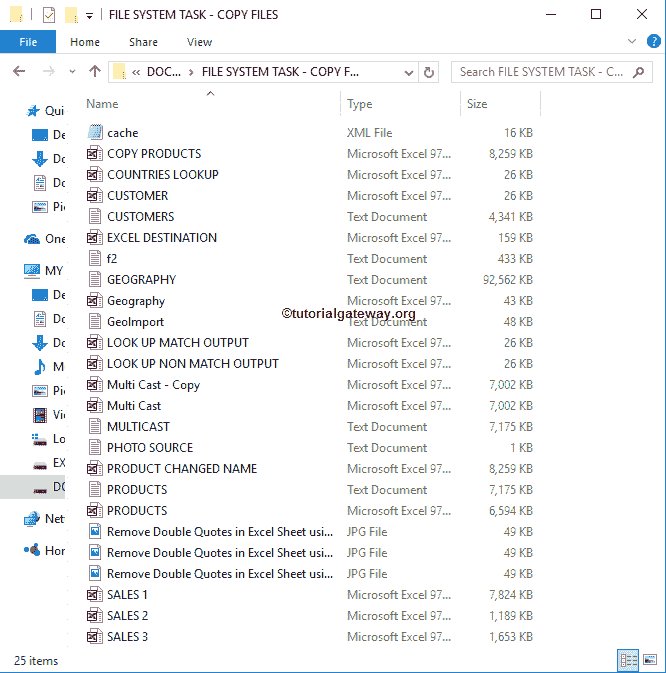 FILE SYSTEM TASK - COPY FILES
File Home Share View
DOC... FILE SYSTEM TASK - COPY F... Search FILE SYSTEM TASK - C...
Name Type Size
Quic
De
Do
Do
Pic
One
MY
De
Do
Do
M
Pic
Vic
Lo
EX
DO
Net
Hor
cache XML File 16 KB
COPY PRODUCTS Microsoft Excel 97... 8,259 KB
COUNTRIES LOOKUP Microsoft Excel 97... 26 KB
CUSTOMER Microsoft Excel 97... 26 KB
CUSTOMERS Text Document 4,341 KB
EXCEL DESTINATION Microsoft Excel 97... 159 KB
f2 Text Document 433 KB
GEOGRAPHY Text Document 92,562 KB
Geography Microsoft Excel 97... 43 KB
©tutorialgateway.org
GeoImport Text Document 48 KB
LOOK UP MATCH OUTPUT Microsoft Excel 97... 26 KB
LOOK UP NON MATCH OUTPUT Microsoft Excel 97... 26 KB
Multi Cast - Copy Microsoft Excel 97... 7,002 KB
Multi Cast Microsoft Excel 97... 7,002 KB
MULTICAST Text Document 7,175 KB
PHOTO SOURCE Text Document 1 KB
PRODUCT CHANGED NAME Microsoft Excel 97... 8,259 KB
PRODUCTS Text Document 7,175 KB
PRODUCTS Microsoft Excel 97... 6,594 KB
Remove Double Quotes in Excel Sheet usi... JPG File 49 KB
Remove Double Quotes in Excel Sheet usi... JPG File 49 KB
Remove Double Quotes in Excel Sheet usi... JPG File 49 KB
SALES 1 Microsoft Excel 97... 7,824 KB
SALES 2 Microsoft Excel 97... 1,189 KB
SALES 3 Microsoft Excel 97... 1,653 KB
25 items